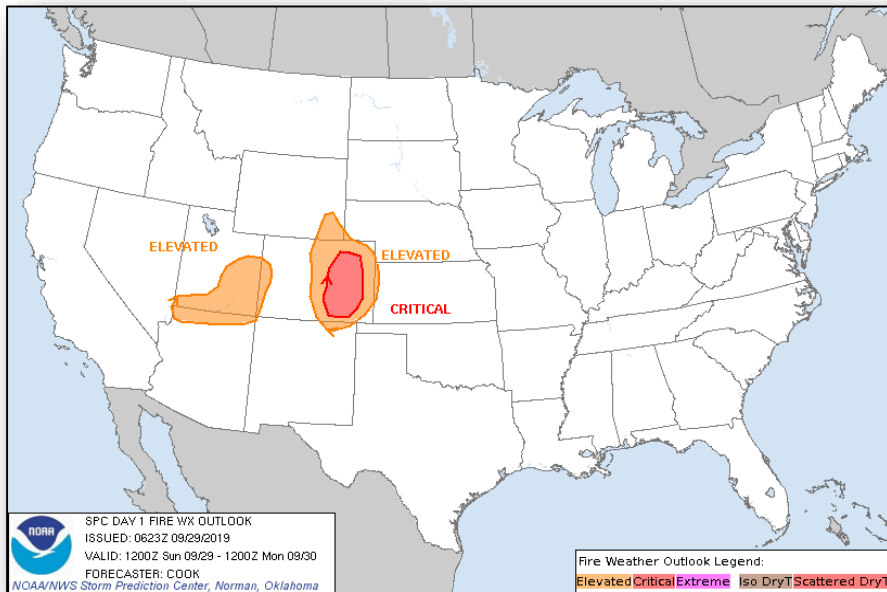 ELEVATED
ELEVATED
CRITICAL
NOAA
SPC DAY 1 FIRE WX OUTLOOK
ISSUED: 0623Z 09/29/2019
VALID: 1200Z Sun 09/29 - 1200Z Mon 09/30
FORECASTER: COOK
NOAA/NWS Storm Prediction Center, Norman, Oklahoma
Fire Weather Outlook Legend:
Elevated Critical Extreme Iso DryT Scattered DryT